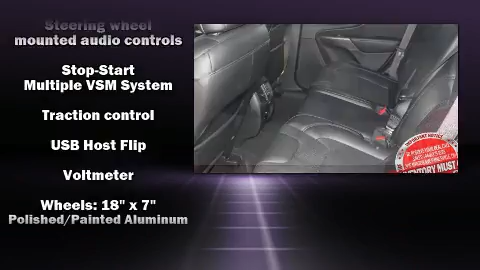 Steering wheel
mounted audio controls
Stop-Start
Multiple VSM System
Traction control
USB Host Flip
Voltmeter
Wheels: 18" x 7"
Polished/Painted Aluminum
MUST